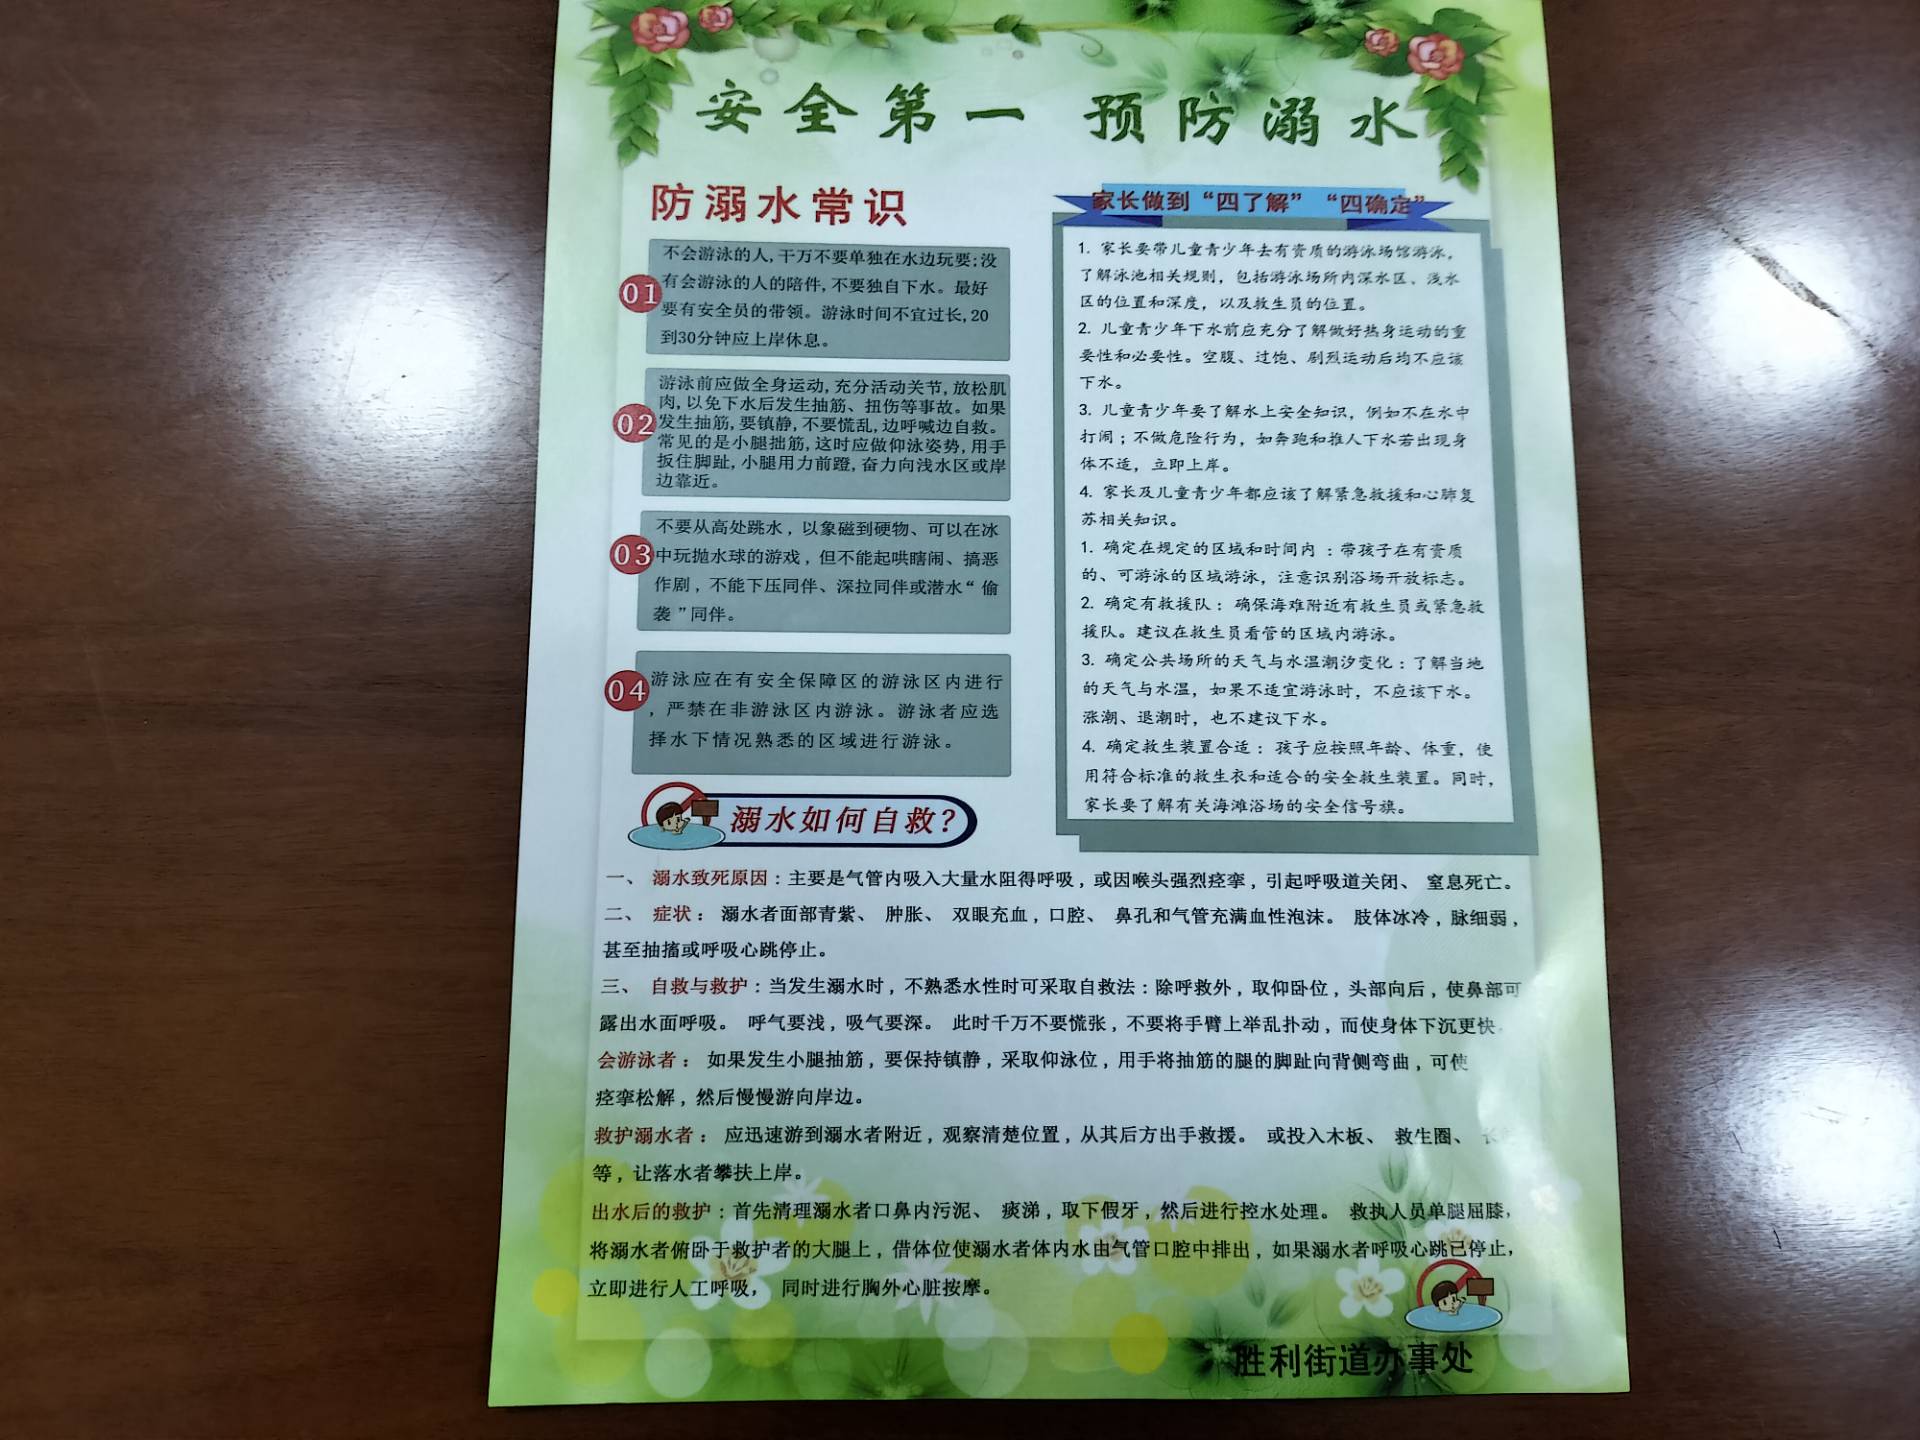 安全第一 预防溺水
防溺水常识
01
不会游泳的人,干万不要单独在水边玩要;没
有会游泳的人的陪件,不要独自下水。最好
要有安全员的带领。游泳时间不宜过长,20
到30分钟应上岸休息。
02
游泳前应做全身运动,充分活动关节,放松肌
肉,以免下水后发生抽筋、扭伤等事故。如果
发生抽筋,要镇静,不要慌乱,边呼喊边自救。
常见的是小腿拙筋,这时应做仰泳姿势,用手
扳住脚趾,小腿用力前蹬,奋力向浅水区或岸
边靠近。
03
不要从高处跳水，以象磁到硬物、可以在冰
中玩抛水球的游戏，但不能起哄瞎闹、搞恶
作剧，不能下压同伴、深拉同伴或潜水“偷
袭”同伴。
04
游泳应在有安全保障区的游泳区内进行
，严禁在非游泳区内游泳。游泳者应选
择水下情况熟悉的区域进行游泳。
家长做到“四了解” “四确定”
1. 家长要带儿童青少年去有资质的游泳场馆游泳，
了解泳池相关规则，包括游泳场所内深水区、浅水
区的位置和深度，以及救生员的位置。
2. 儿童青少年下水前应充分了解做好热身运动的重
要性和必要性。空腹、过饱、剧烈运动后均不应该
下水。
3. 儿童青少年要了解水上安全知识，例如不在水中
打闹；不做危险行为，如奔跑和推人下水若出现身
体不适，立即上岸。
4. 家长及儿童青少年都应该了解紧急救援和心肺复
苏相关知识。
1. 确定在规定的区域和时间内：带孩子在有资质
的、可游泳的区域游泳，注意识别浴场开放标志。
2. 确定有救援队：确保海难附近有救生员或紧急救
援队。建议在救生员看管的区域内游泳。
3. 确定公共场所的天气与水温潮汐变化：了解当地
的天气与水温，如果不适宜游泳时，不应该下水。
涨潮、退潮时，也不建议下水。
4. 确定救生装置合适：孩子应按照年龄、体重，使
用符合标准的救生衣和适合的安全救生装置。同时，
家长要了解有关海滩浴场的安全信号旗。
溺水如何自救?
一、 溺水致死原因：主要是气管内吸入大量水阻得呼吸，或因喉头强烈痉挛，引起呼吸道关闭、 窒息死亡。
二、 症状： 溺水者面部青紫、 肿胀、 双眼充血，口腔、 鼻孔和气管充满血性泡沫。 肢体冰冷，脉细弱，
甚至抽搐或呼吸心跳停止。
三、 自救与救护：当发生溺水时，不熟悉水性时可采取自救法：除呼救外，取仰卧位，头部向后，使鼻部可
露出水面呼吸。 呼气要浅，吸气要深。 此时千万不要慌张，不要将手臂上举乱扑动，而使身体下沉更快。
会游泳者： 如果发生小腿抽筋，要保持镇静，采取仰泳位，用手将抽筋的腿的脚趾向背侧弯曲，可使
痉挛松解，然后慢慢游向岸边。
救护溺水者： 应迅速游到溺水者附近，观察清楚位置，从其后方出手救援。 或投入木板、 救生圈、
等，让落水者攀扶上岸。
出水后的救护：首先清理溺水者口鼻内污泥、 痰涕，取下假牙，然后进行控水处理。 救执人员单腿屈膝，
将溺水者俯卧于救护者的大腿上，借体位使溺水者体内水由气管口腔中排出，如果溺水者呼吸心跳已停止，
立即进行人工呼吸， 同时进行胸外心脏按摩。
胜利街道办事处